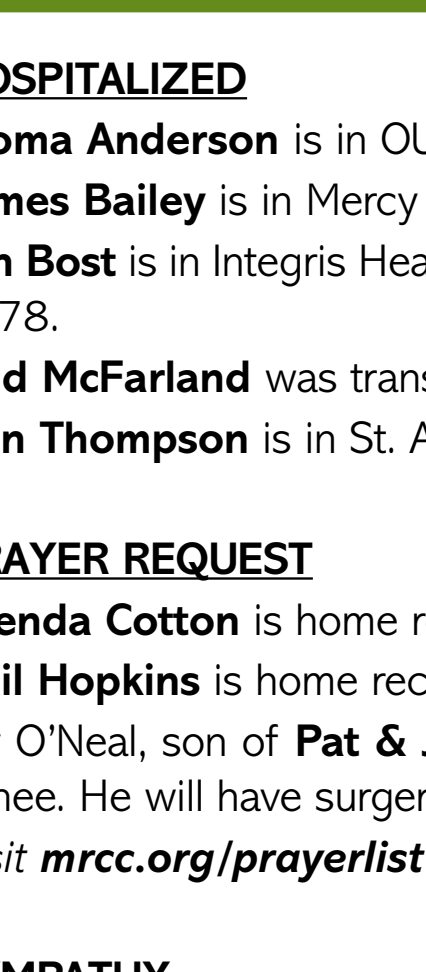 OSPITALIZED
oma Anderson is in OU
mes Bailey is in Mercy
n Bost is in Integris Hea
78.
d McFarland was trans
n Thompson is in St. A
RAYER REQUEST
enda Cotton is home r
il Hopkins is home rec
O'Neal, son of Pat & J
nee. He will have surger
sit mrcc.org/prayerlist
MPATHY